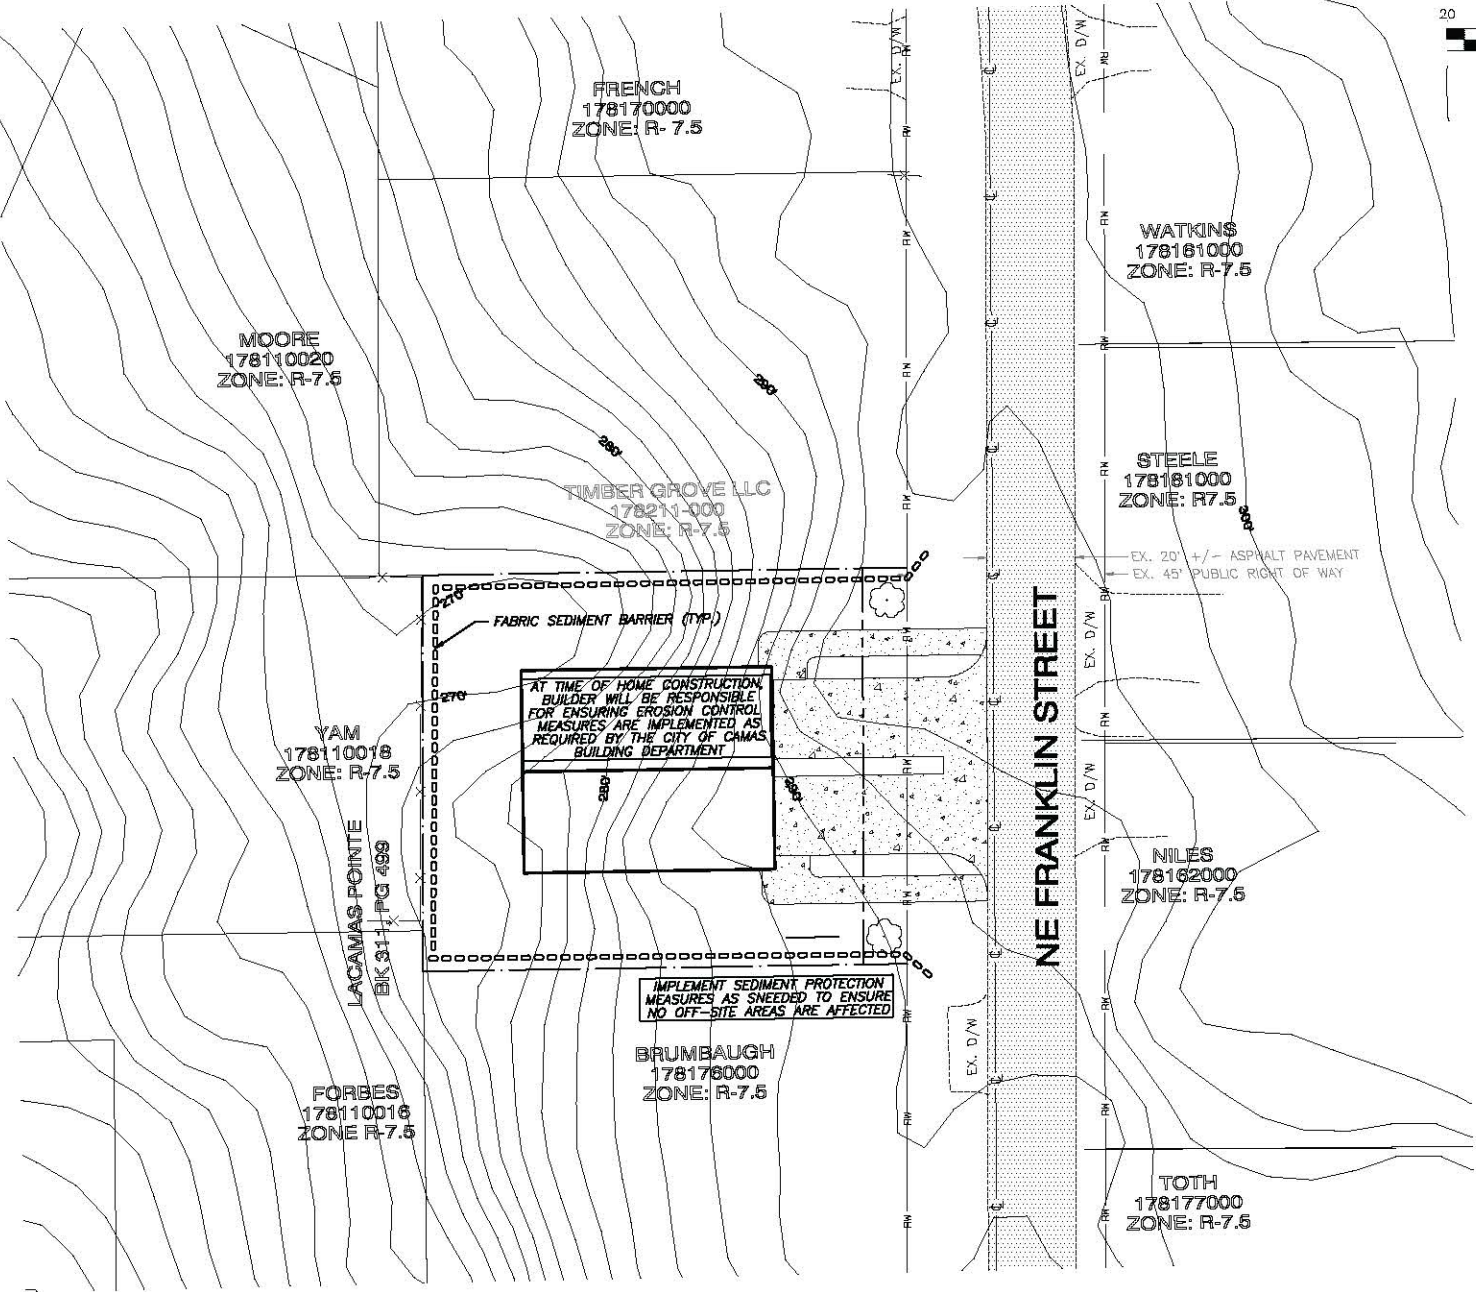 20
FRENCH
178170000
ZONE: R- 7.5
EX. D/W
RW
EX. D/W
RW
WATKINS
178161000
ZONE: R-7.5
MOORE
178110020
ZONE: R-7.5
290'
280'
TIMBER GROVE LLC
178211-000
ZONE: R-7.5
STEELE
178181000
ZONE: R7.5
300'
EX. 20' +/- ASPHALT PAVEMENT
EX. 45' PUBLIC RIGHT OF WAY
270'
FABRIC SEDIMENT BARRIER (TYP.)
270'
AT TIME OF HOME CONSTRUCTION,
BUILDER WILL BE RESPONSIBLE
FOR ENSURING EROSION CONTROL
MEASURES ARE IMPLEMENTED AS
REQUIRED BY THE CITY OF CAMAS
BUILDING DEPARTMENT
280'
290'
NE FRANKLIN STREET
EX. D/W
EX. D/W
YAM
178110018
ZONE: R-7.5
LACAMAS POINTE
BK 311, PG 499
NILES
178162000
ZONE: R-7.5
IMPLEMENT SEDIMENT PROTECTION
MEASURES AS SNEEDED TO ENSURE
NO OFF-SITE AREAS ARE AFFECTED
EX. D/W
BRUMBAUGH
178176000
ZONE: R-7.5
FORBES
178110016
ZONE R-7.5
TOTH
178177000
ZONE: R-7.5